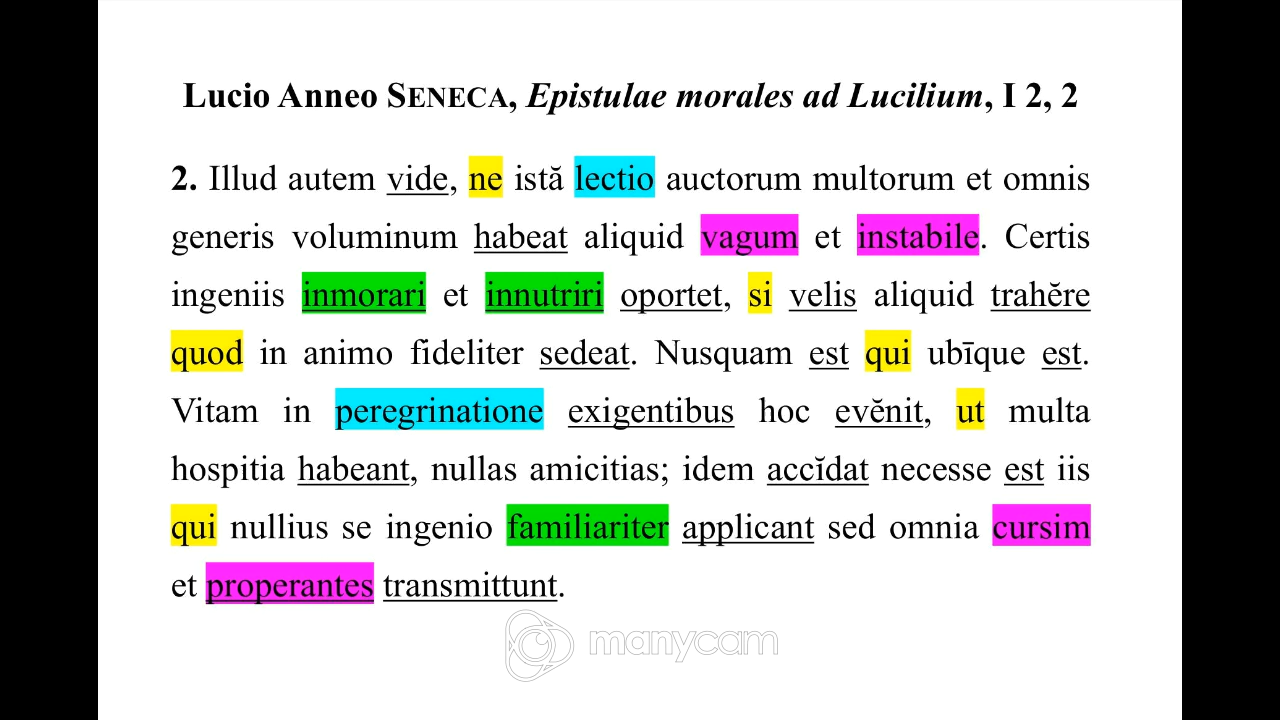 Lucio Anneo SENECA, Epistulae morales ad Lucilium, I 2, 2
2. Illud autem vide, ne istă lectio auctorum multorum et omnis
generis voluminum habeat aliquid vagum et instabile. Certis
ingeniis inmorari et innutriri oportet, si velis aliquid trahĕre
quod in animo fideliter sedeat. Nusquam est qui ubīque est.
Vitam in peregrinatione exigentibus hoc evĕnit, ut multa
hospitia habeant, nullas amicitias; idem accĭdat necesse est iis
qui nullius se ingenio familiariter applicant sed omnia cursim
et properantes transmittunt.
manycam